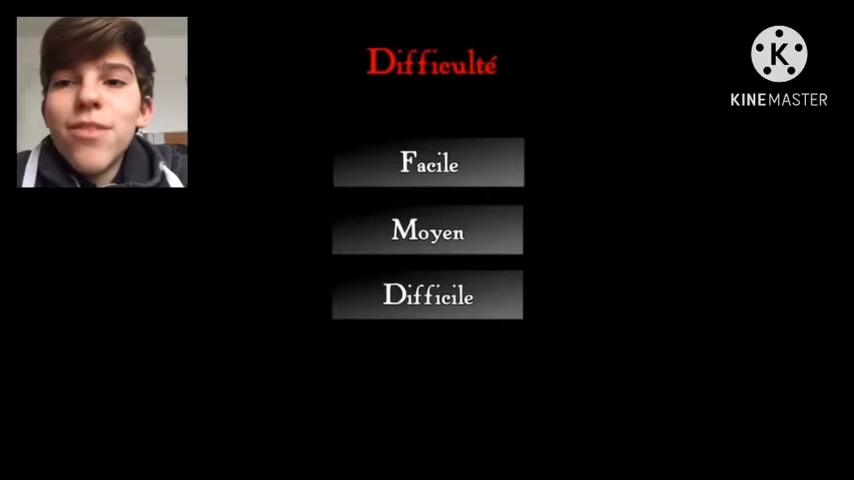 Difficulté
K
KINEMASTER
Facile
Moyen
Difficile